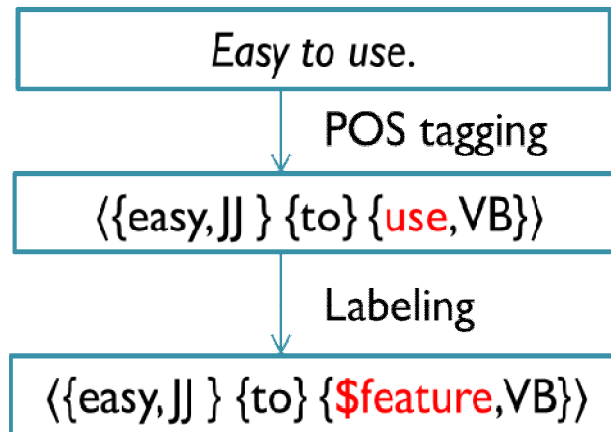 Easy to use.
POS tagging
⟨{easy, JJ } {to} {use,VB}⟩
Labeling
⟨{easy, JJ } {to} {$feature,VB}⟩